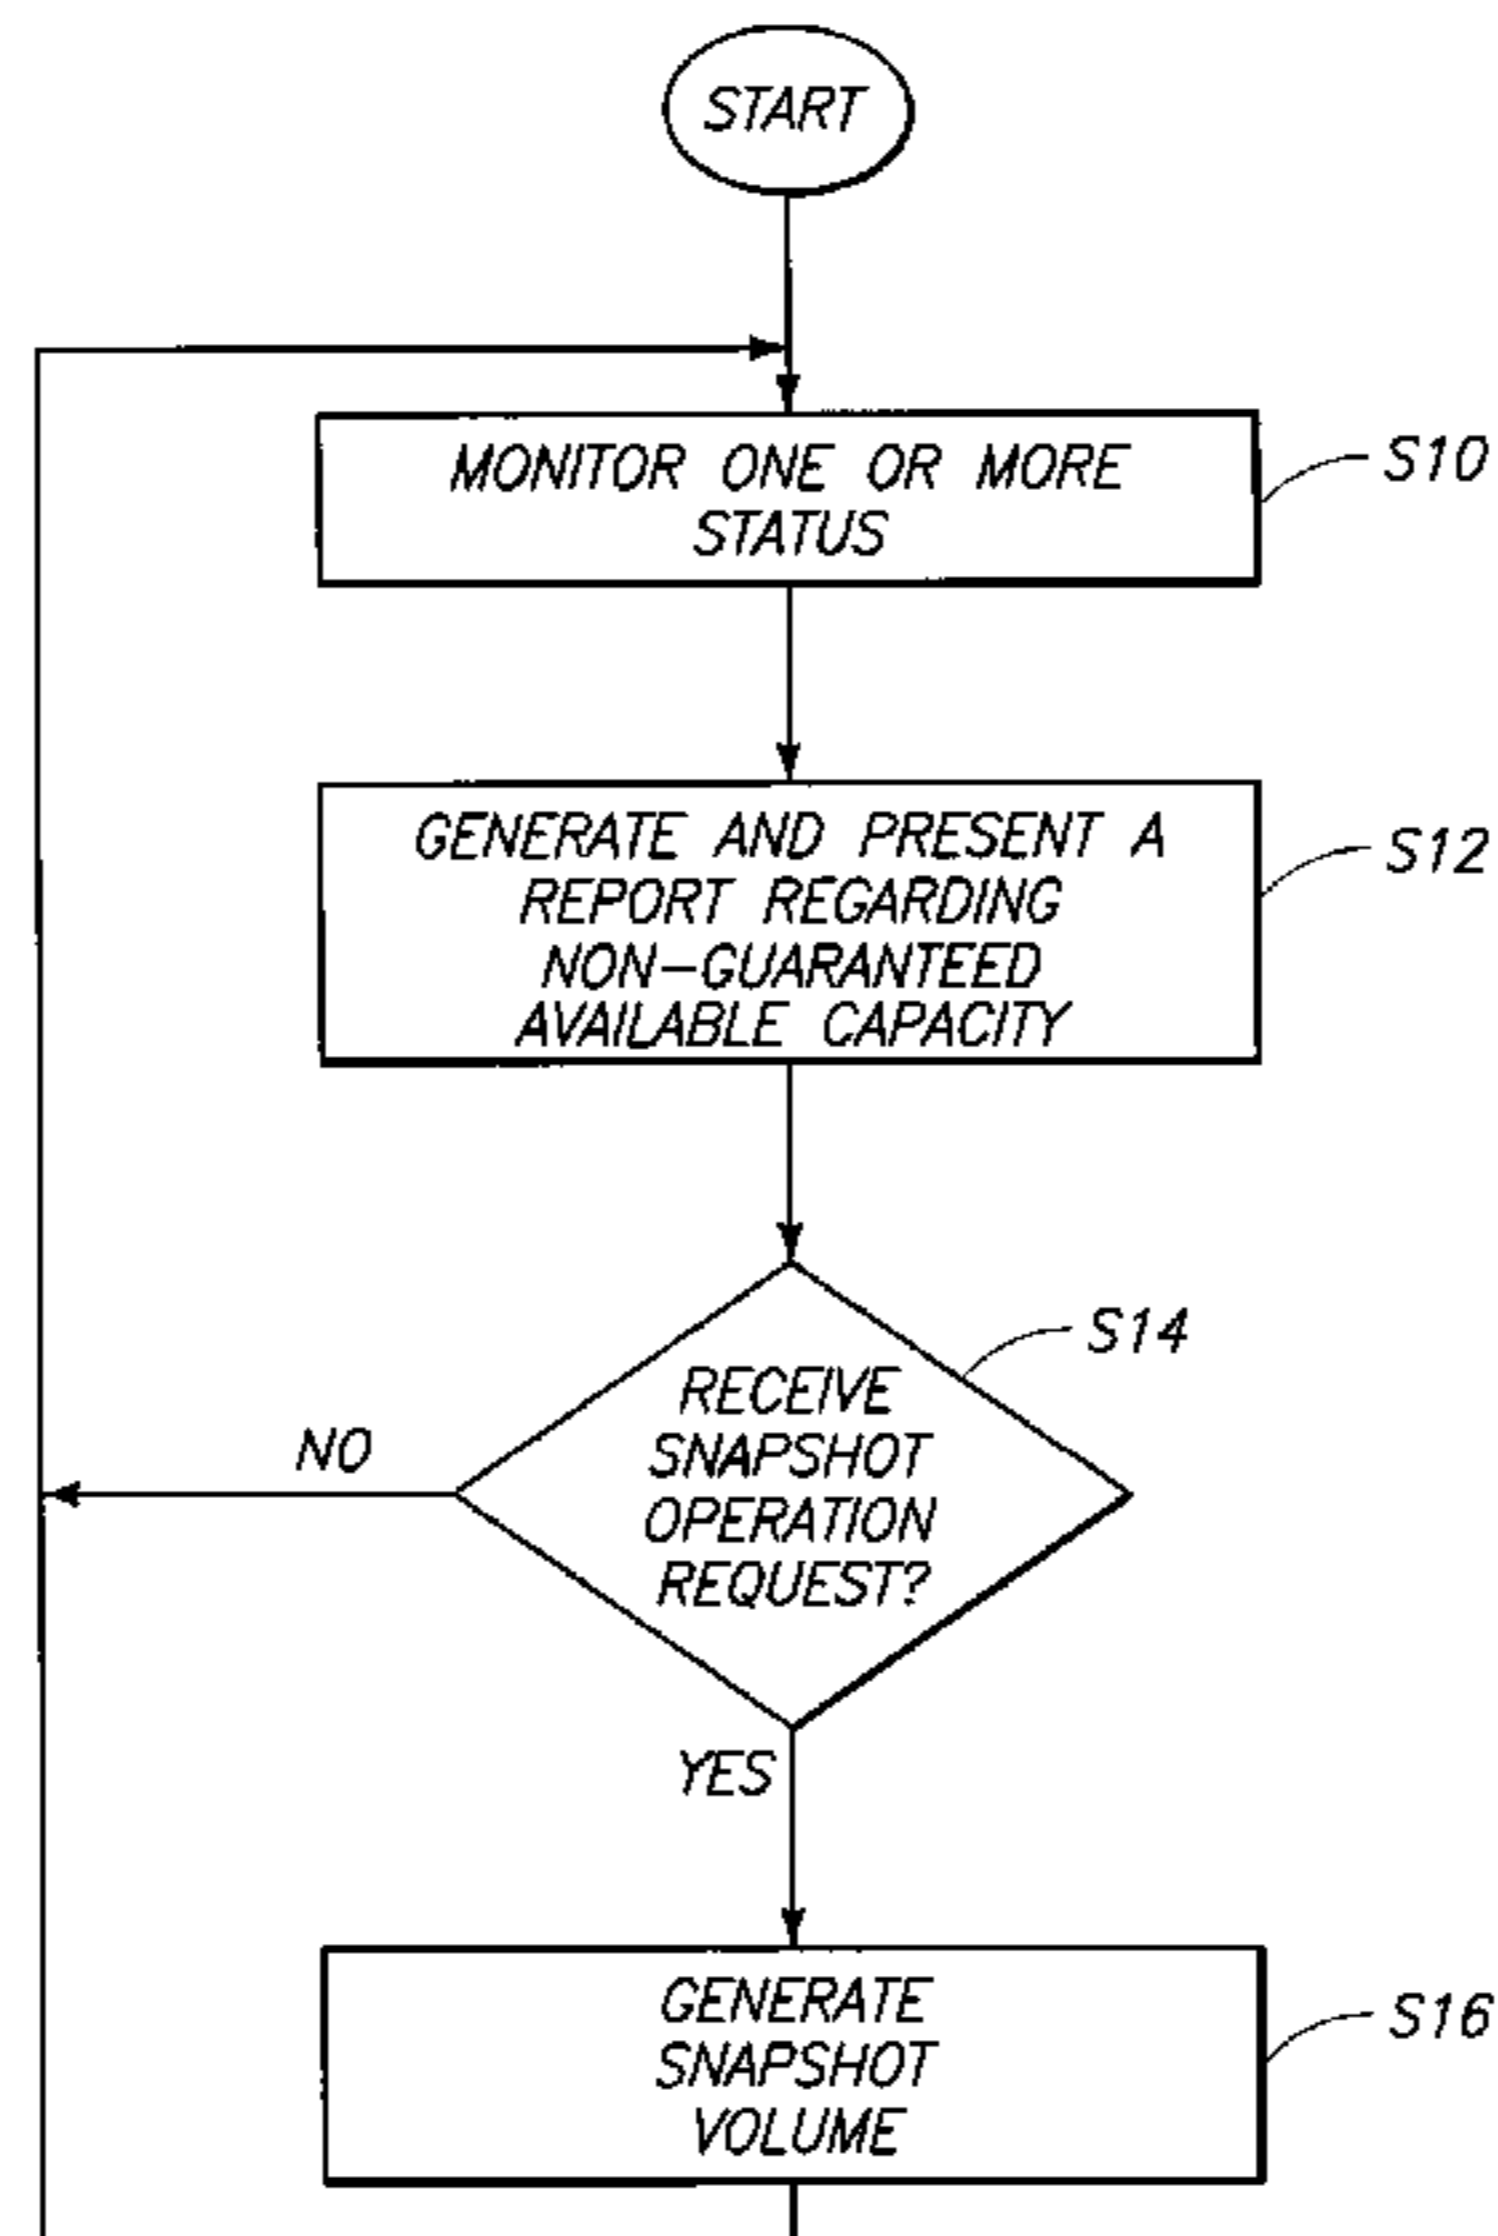 START
MONITOR ONE OR MORE
STATUS
S10
GENERATE AND PRESENT A
REPORT REGARDING
NON-GUARANTEED
AVAILABLE CAPACITY
S12
RECEIVE
SNAPSHOT
OPERATION
REQUEST?
S14
NO
YES
GENERATE
SNAPSHOT
VOLUME
S16